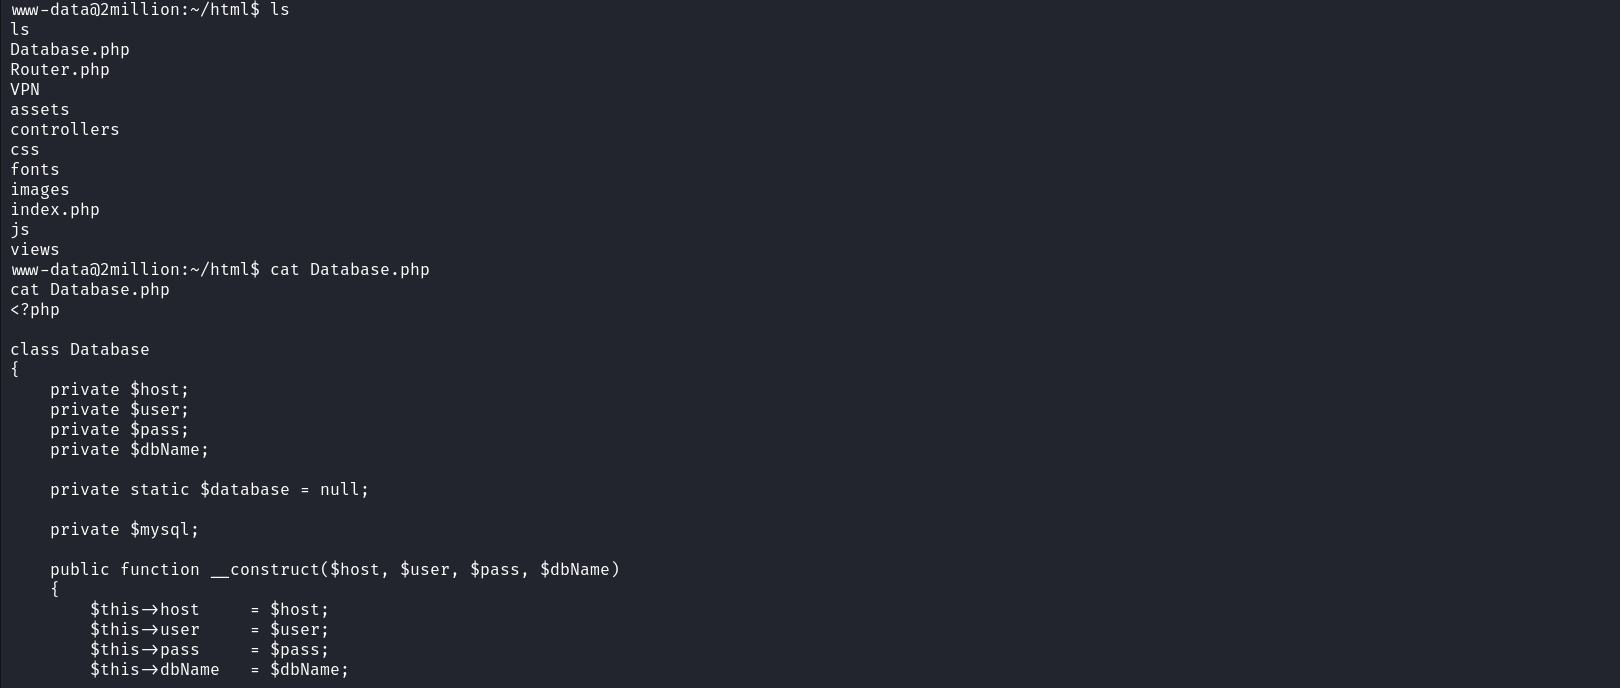 www-data@2million:~/html$ ls
ls
Database.php
Router.php
VPN
assets
controllers
css
fonts
images
index.php
js
views
www-data@2million:~/html$ cat Database.php
cat Database.php
<?php

class Database
{
    private $host;
    private $user;
    private $pass;
    private $dbName;

    private static $database = null;

    private $mysql;

    public function __construct($host, $user, $pass, $dbName)
    {
        $this->host     = $host;
        $this->user     = $user;
        $this->pass     = $pass;
        $this->dbName   = $dbName;